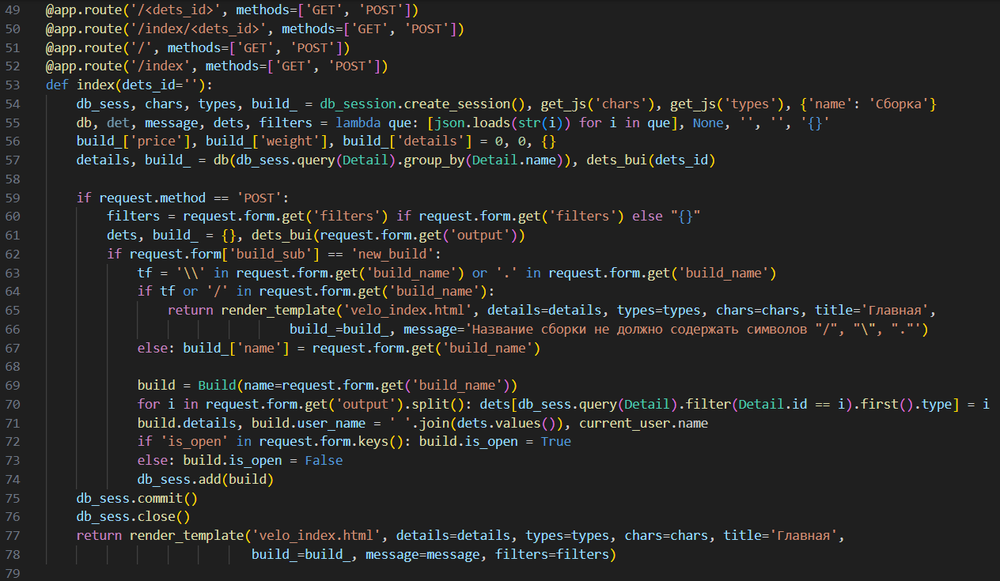 49 @app.route('/<dets_id>', methods=['GET', 'POST'])
50 @app.route('/index/<dets_id>', methods=['GET', 'POST'])
51 @app.route('/', methods=['GET', 'POST'])
52 @app.route('/index', methods=['GET', 'POST'])
53 def index(dets_id=''):
54     db_sess, chars, types, build_ = db_session.create_session(), get_js('chars'), get_js('types'), {'name': 'Сборка'}
55     db, det, message, dets, filters = lambda que: [json.loads(str(i)) for i in que], None, '', '', '{}'
56     build_['price'], build_['weight'], build_['details'] = 0, 0, {}
57     details, build_ = db(db_sess.query(Detail).group_by(Detail.name)), dets_bui(dets_id)
58
59     if request.method == 'POST':
60         filters = request.form.get('filters') if request.form.get('filters') else "{}"
61         dets, build_ = {}, dets_bui(request.form.get('output'))
62         if request.form['build_sub'] == 'new_build':
63             tf = '\\' in request.form.get('build_name') or '.' in request.form.get('build_name')
64             if tf or '/' in request.form.get('build_name'):
65                 return render_template('velo_index.html', details=details, types=types, chars=chars, title='Главная',
66                                 build_=build_, message='Название сборки не должно содержать символов "/", "\", "."')
67             else: build_['name'] = request.form.get('build_name')
68
69             build = Build(name=request.form.get('build_name'))
70             for i in request.form.get('output').split(): dets[db_sess.query(Detail).filter(Detail.id == i).first().type] = i
71             build.details, build.user_name = ' '.join(dets.values()), current_user.name
72             if 'is_open' in request.form.keys(): build.is_open = True
73             else: build.is_open = False
74             db_sess.add(build)
75     db_sess.commit()
76     db_sess.close()
77     return render_template('velo_index.html', details=details, types=types, chars=chars, title='Главная',
78                            build_=build_, message=message, filters=filters)
79